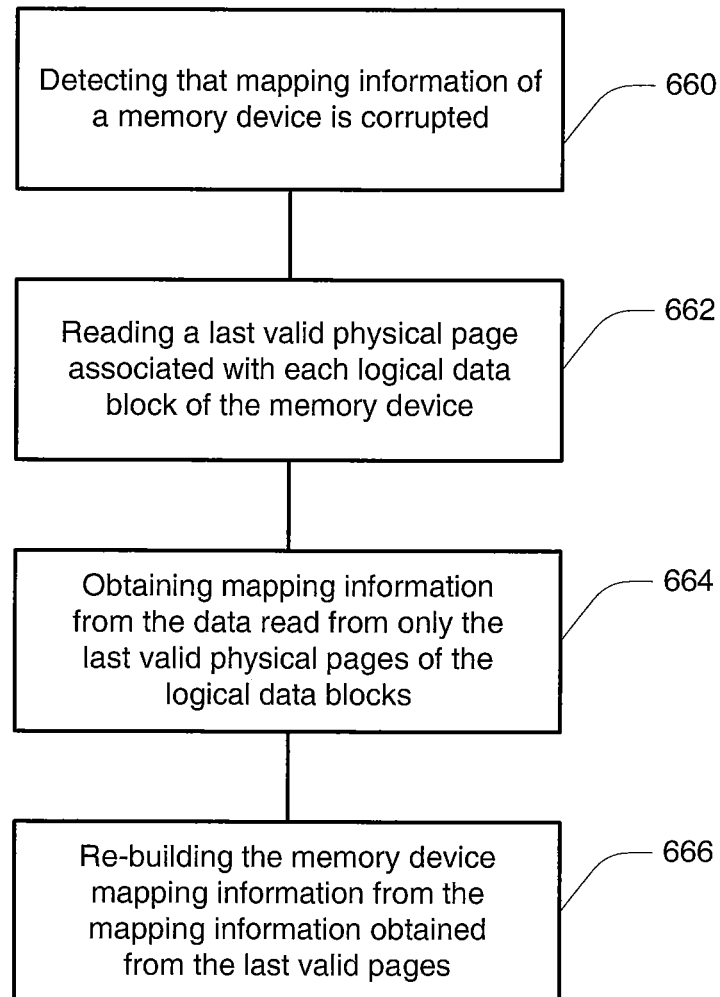 Detecting that mapping information of
a memory device is corrupted
660
Reading a last valid physical page
associated with each logical data
block of the memory device
662
Obtaining mapping information
from the data read from only the
last valid physical pages of the
logical data blocks
664
Re-building the memory device
mapping information from the
mapping information obtained
from the last valid pages
666